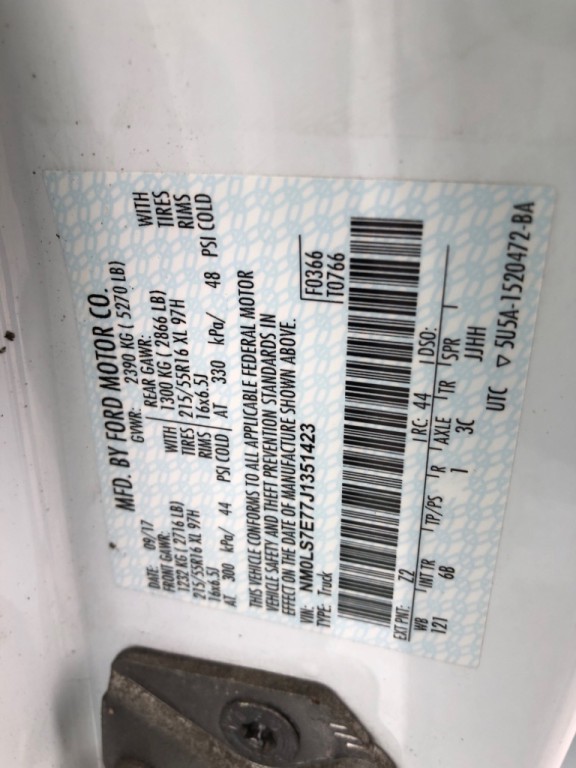 MFD. BY FORD MOTOR CO.
DATE: 09/17 GVWR: 2390 KG ( 5270 LB)
FRONT GAWR: REAR GAWR:
1232 KG ( 2716 LB) WITH 1300 KG ( 2866 LB) WITH
215/55R16 XL 97H TIRES 215/55R16 XL 97H TIRES
16x6.5J RIMS 16x6.5J RIMS
AT 300 kPa/ 44 PSI COLD AT 330 kPa/ 48 PSI COLD
THIS VEHICLE CONFORMS TO ALL APPLICABLE FEDERAL MOTOR
VEHICLE SAFETY AND THEFT PREVENTION STANDARDS IN
EFFECT ON THE DATE OF MANUFACTURE SHOWN ABOVE.
VIN: NM0LS7E77J1351423 F0366
TYPE: Truck T0766
EXT PNT: Z2 RC: 44 DSO:
WB INT TR TP/PS R AXLE TR SPR
121 6B 1 3C JJHH
UTC ▽ 5U5A-1520472-BA